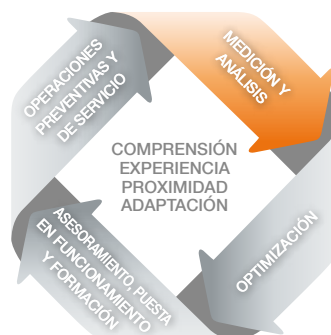 OPERACIONES
PREVENTIVAS Y
DE SERVICIO
MEDICIÓN Y
ANÁLISIS
COMPRENSIÓN
EXPERIENCIA
PROXIMIDAD
ADAPTACIÓN
ASESORAMIENTO, PUESTA
EN FUNCIONAMIENTO
Y FORMACIÓN
OPTIMIZACIÓN